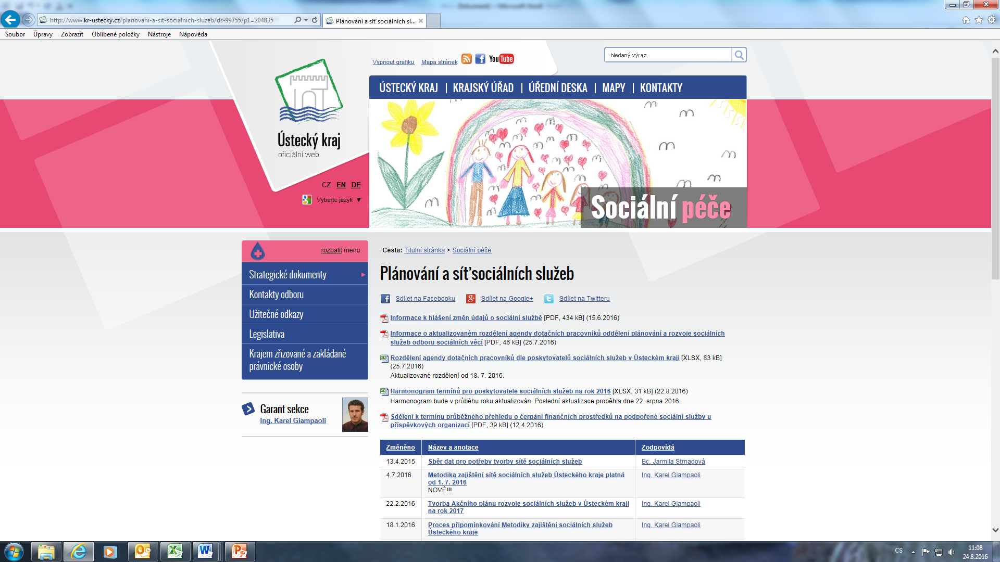 http://www.kr-ustecky.cz/planovani-a-sit-socialnich-sluzeb/ds-99755/p1=204835
Plánování a síť sociálních sl...
Soubor Úpravy Zobrazit Oblíbené položky Nástroje Nápověda
Vypnout grafiku Mapa stránek YouTube
hledaný výraz
ÚSTECKÝ KRAJ | KRAJSKÝ ÚŘAD | ÚŘEDNÍ DESKA | MAPY | KONTAKTY
Ústecký kraj
oficiální web
CZ EN DE
Vyberte jazyk ▼
Sociální péče
rozbalit menu
Strategické dokumenty
Kontakty odboru
Užitečné odkazy
Legislativa
Krajem zřizované a zakládané
právnické osoby
Garant sekce
Ing. Karel Giampaoli
Cesta: Titulní stránka > Sociální péče
Plánování a síť sociálních služeb
Sdílet na Facebooku Sdílet na Google+ Sdílet na Twitteru
Informace k hlášení změn údajů o sociální službě [PDF, 434 kB] (15.6.2016)
Informace o aktualizovaném rozdělení agendy dotačních pracovníků oddělení plánování a rozvoje sociálních
služeb odboru sociálních věcí [PDF, 46 kB] (25.7.2016)
Rozdělení agendy dotačních pracovníků dle poskytovatelů sociálních služeb v Ústeckém kraji [XLSX, 83 kB]
(25.7.2016)
Aktualizované rozdělení od 18. 7. 2016.
Harmonogram termínů pro poskytovatele sociálních služeb na rok 2016 [XLSX, 31 kB] (22.8.2016)
Harmonogram bude v průběhu roku aktualizován. Poslední aktualizace proběhla dne 22. srpna 2016.
Sdělení k termínu průběžného přehledu o čerpání finančních prostředků na podpořené sociální služby u
příspěvkových organizací [PDF, 39 kB] (12.4.2016)
Změněno Název a anotace Zodpovídá
13.4.2015 Sběr dat pro potřeby tvorby sítě sociálních služeb Bc. Jarmila Strnadová
4.7.2016 Metodika zajištění sítě sociálních služeb Ústeckého kraje platná Ing. Karel Giampaoli
od 1. 7. 2016
NOVÉ!!!
22.2.2016 Tvorba Akčního plánu rozvoje sociálních služeb v Ústeckém kraji Ing. Karel Giampaoli
na rok 2017
18.1.2016 Proces připomínkování Metodiky zajištění sociálních služeb Ing. Karel Giampaoli
Ústeckého kraje
CS
11:08
24.8.2016